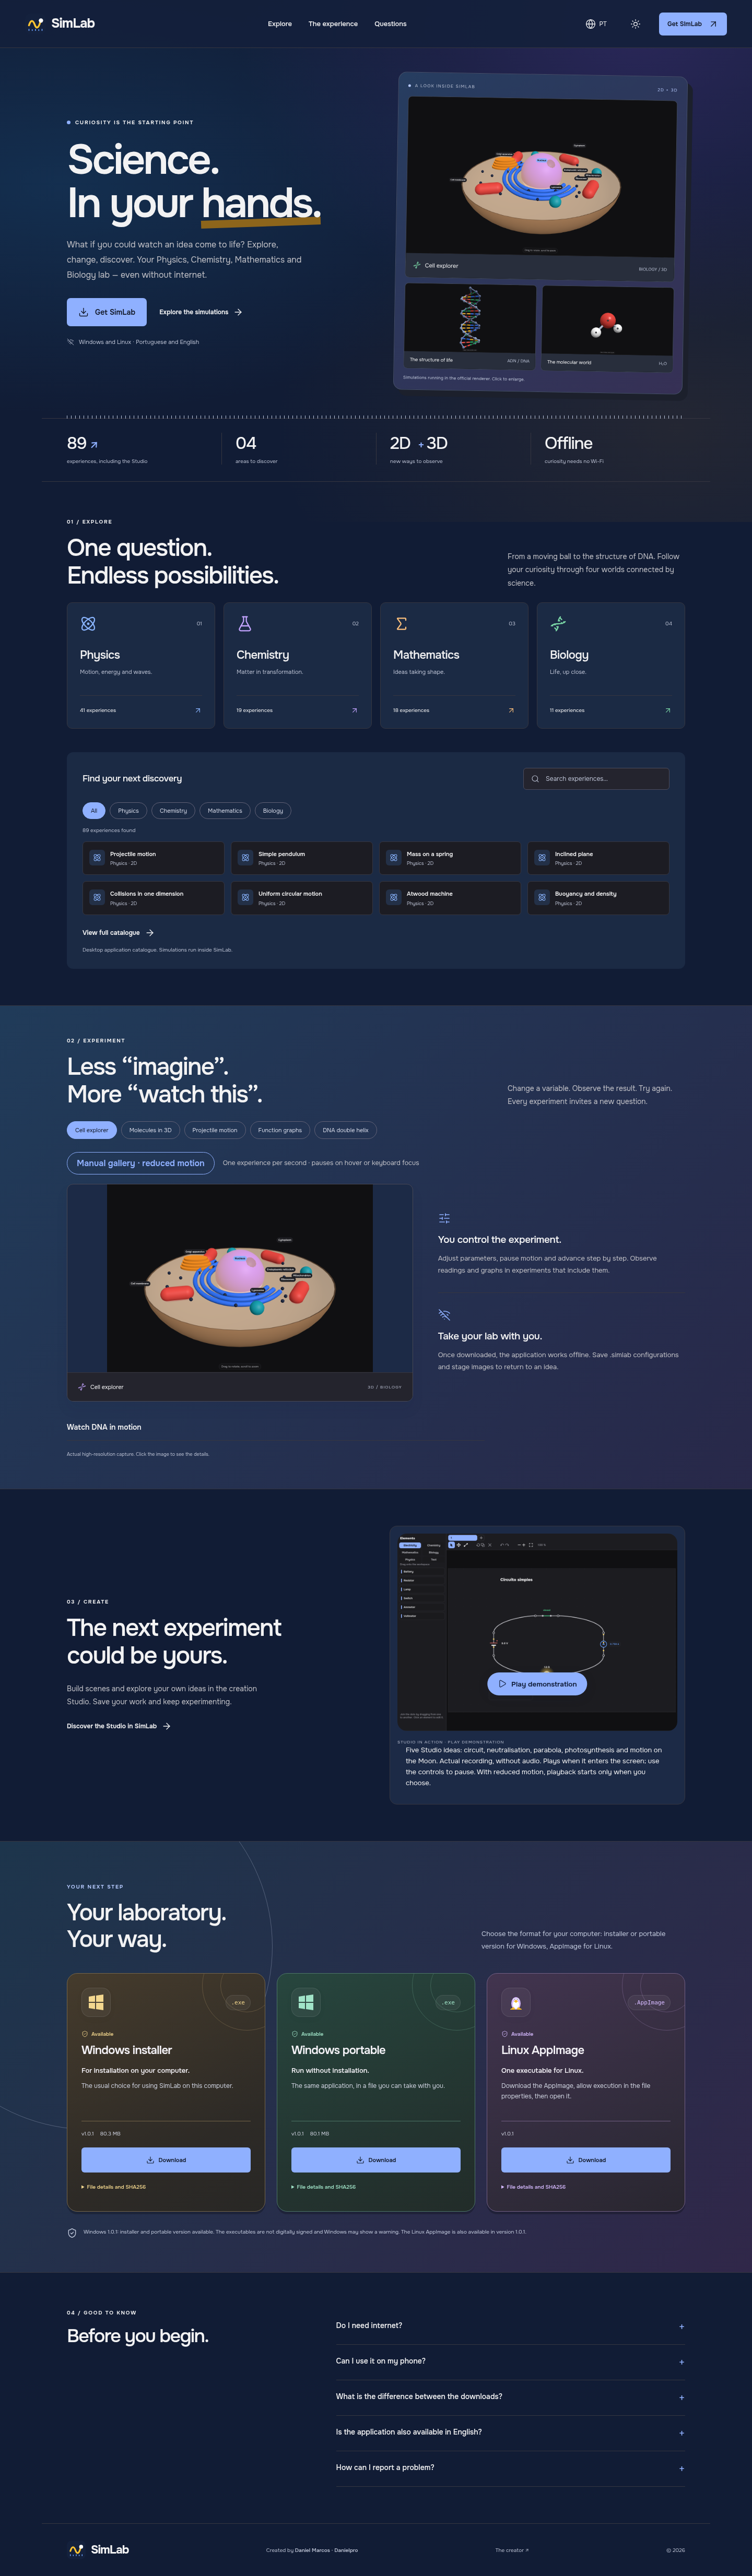 SimLab
Explore
The experience
Questions
PT
Get SimLab
CURIOSITY IS THE STARTING POINT
Science.
In your hands.
What if you could watch an idea come to life? Explore,
change, discover. Your Physics, Chemistry, Mathematics and
Biology lab — even without internet.
Get SimLab
Explore the simulations
Windows and Linux · Portuguese and English
A LOOK INSIDE SIMLAB
2D + 3D
Cell explorer
BIOLOGY / 3D
The structure of life
ADN / DNA
The molecular world
H₂O
Simulations running in the official renderer. Click to enlarge.
89
experiences, including the Studio
04
areas to discover
2D + 3D
new ways to observe
Offline
curiosity needs no Wi-Fi
01 / EXPLORE
One question.
Endless possibilities.
From a moving ball to the structure of DNA. Follow
your curiosity through four worlds connected by
science.
01
Physics
Motion, energy and waves.
41 experiences
02
Chemistry
Matter in transformation.
19 experiences
03
Mathematics
Ideas taking shape.
18 experiences
04
Biology
Life, up close.
11 experiences
Find your next discovery
Search experiences...
All
Physics
Chemistry
Mathematics
Biology
89 experiences found
Projectile motion
Physics · 2D
Simple pendulum
Physics · 2D
Mass on a spring
Physics · 2D
Inclined plane
Physics · 2D
Collisions in one dimension
Physics · 2D
Uniform circular motion
Physics · 2D
Atwood machine
Physics · 2D
Buoyancy and density
Physics · 2D
View full catalogue
Desktop application catalogue. Simulations run inside SimLab.
02 / EXPERIMENT
Less “imagine”.
More “watch this”.
Change a variable. Observe the result. Try again.
Every experiment invites a new question.
Cell explorer
Molecules in 3D
Projectile motion
Function graphs
DNA double helix
Manual gallery · reduced motion
One experience per second · pauses on hover or keyboard focus
Cell explorer
3D / BIOLOGY
You control the experiment.
Adjust parameters, pause motion and advance step by step. Observe
readings and graphs in experiments that include them.
Take your lab with you.
Once downloaded, the application works offline. Save .simlab configurations
and stage images to return to an idea.
Watch DNA in motion
Actual high-resolution capture. Click the image to see the details.
03 / CREATE
The next experiment
could be yours.
Build scenes and explore your own ideas in the creation
Studio. Save your work and keep experimenting.
Discover the Studio in SimLab
Elements
Chemistry
Mathematics
Biology
Physics
Circuito simples
Play demonstration
STUDIO IN ACTION · PLAY DEMONSTRATION
Five Studio ideas: circuit, neutralisation, parabola, photosynthesis and motion on
the Moon. Actual recording, without audio. Plays when it enters the screen; use
the controls to pause. With reduced motion, playback starts only when you
choose.
YOUR NEXT STEP
Your laboratory.
Your way.
Choose the format for your computer: installer or portable
version for Windows, AppImage for Linux.
.exe
Available
Windows installer
For installation on your computer.
The usual choice for using SimLab on this computer.
v1.0.1 80.3 MB
Download
File details and SHA256
.exe
Available
Windows portable
Run without installation.
The same application, in a file you can take with you.
v1.0.1 80.1 MB
Download
File details and SHA256
.AppImage
Available
Linux AppImage
One executable for Linux.
Download the AppImage, allow execution in the file
properties, then open it.
v1.0.1
Download
File details and SHA256
Windows 1.0.1: installer and portable version available. The executables are not digitally signed and Windows may show a warning. The Linux AppImage is also available in version 1.0.1.
04 / GOOD TO KNOW
Before you begin.
Do I need internet?
+
Can I use it on my phone?
+
What is the difference between the downloads?
+
Is the application also available in English?
+
How can I report a problem?
+
SimLab
Created by Daniel Marcos · Danielpro
The creator
© 2026